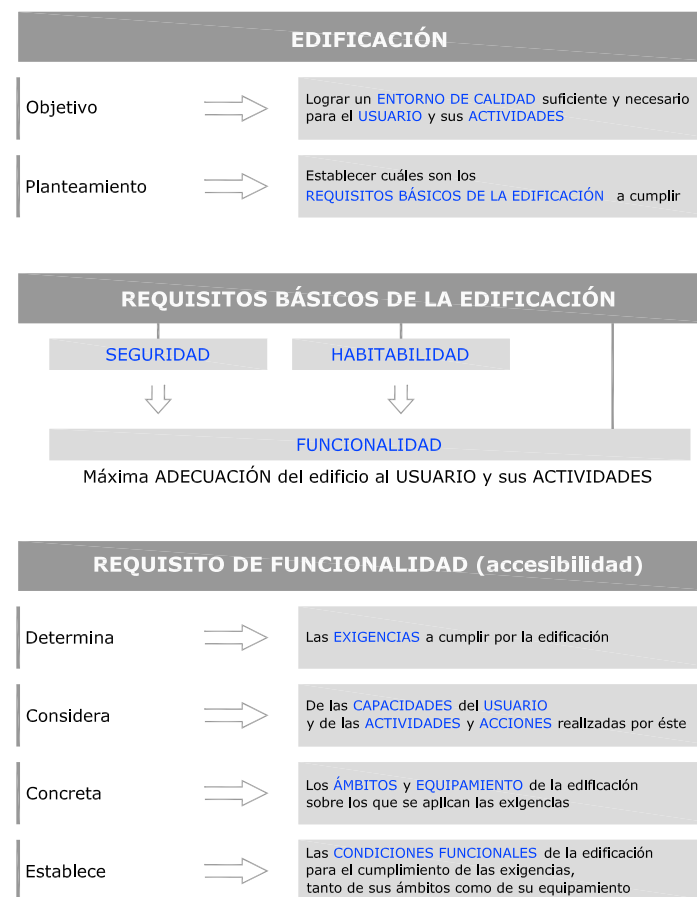 EDIFICACIÓN
Objetivo
Lograr un ENTORNO DE CALIDAD suficiente y necesario
para el USUARIO y sus ACTIVIDADES
Planteamiento
Establecer cuáles son los
REQUISITOS BÁSICOS DE LA EDIFICACIÓN a cumplir
REQUISITOS BÁSICOS DE LA EDIFICACIÓN
SEGURIDAD
HABITABILIDAD
FUNCIONALIDAD
Máxima ADECUACIÓN del edificio al USUARIO y sus ACTIVIDADES
REQUISITO DE FUNCIONALIDAD (accesibilidad)
Determina
Las EXIGENCIAS a cumplir por la edificación
Considera
De las CAPACIDADES del USUARIO
y de las ACTIVIDADES y ACCIONES realizadas por éste
Concreta
Los ÁMBITOS y EQUIPAMIENTO de la edificación
sobre los que se aplican las exigencias
Establece
Las CONDICIONES FUNCIONALES de la edificación
para el cumplimiento de las exigencias,
tanto de sus ámbitos como de su equipamiento